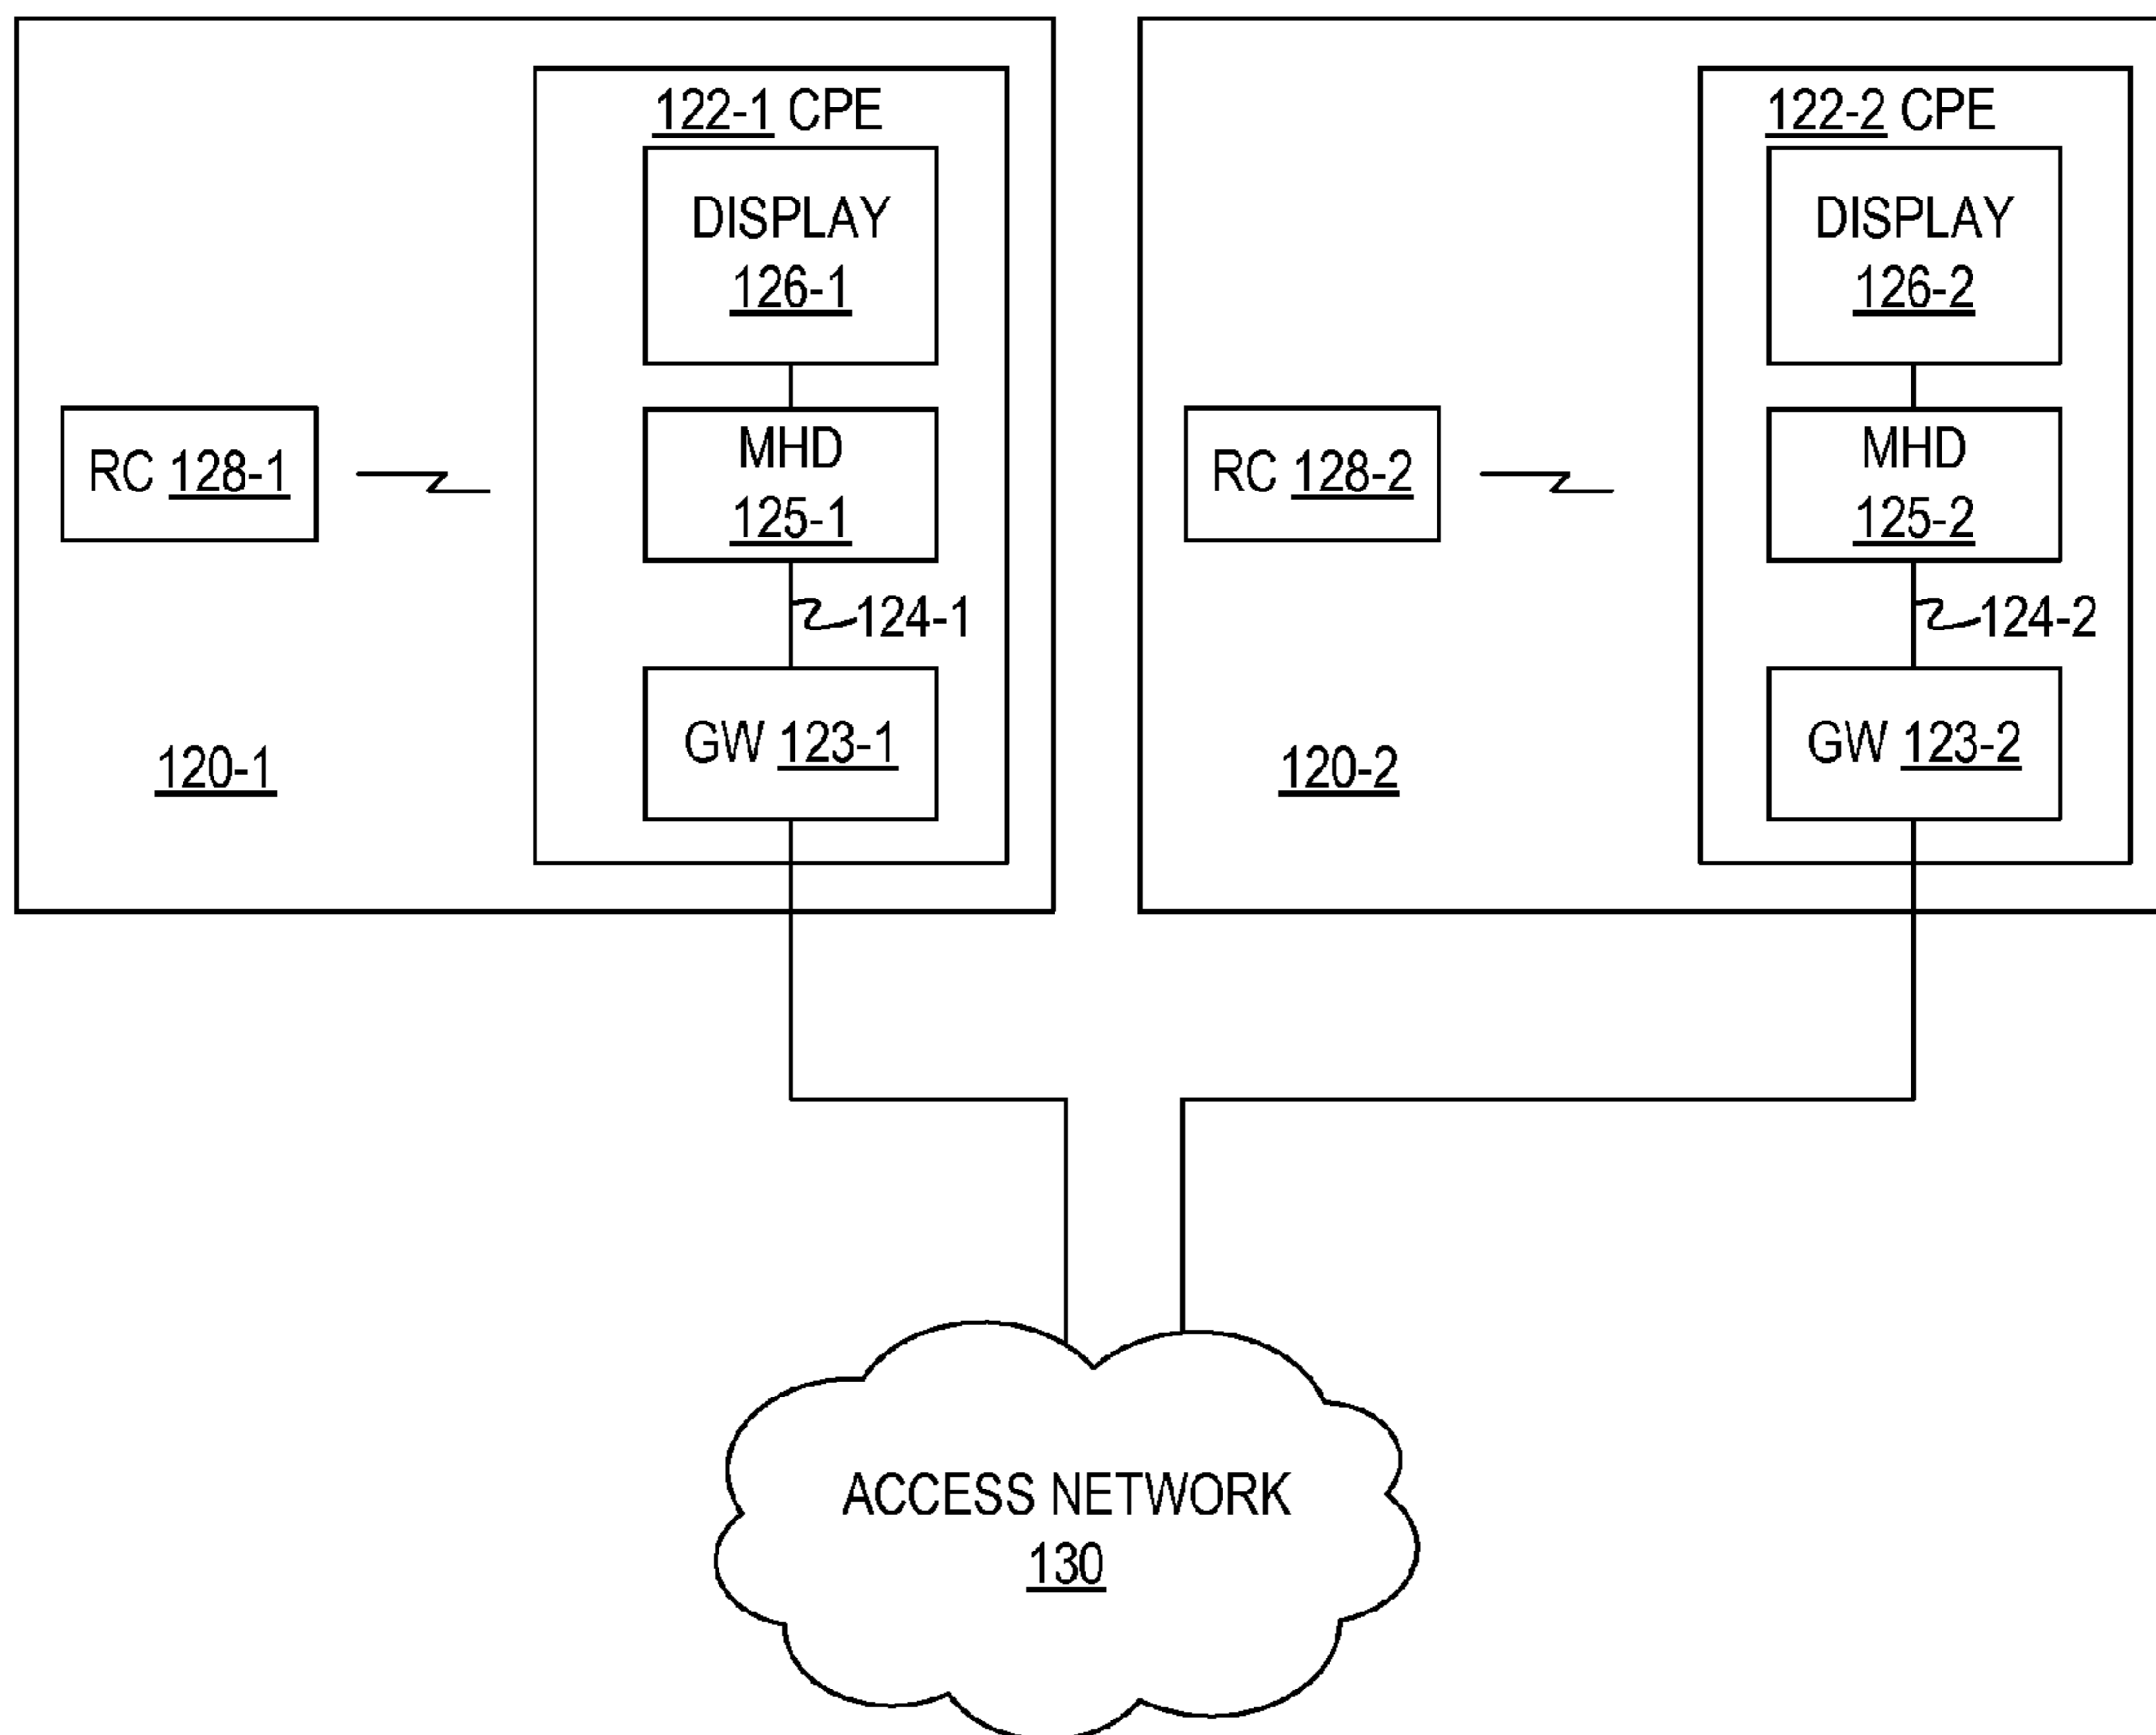 122-1 CPE
DISPLAY
126-1
RC 128-1
MHD
125-1
124-1
GW 123-1
120-1
122-2 CPE
DISPLAY
126-2
RC 128-2
MHD
125-2
124-2
GW 123-2
120-2
ACCESS NETWORK
130